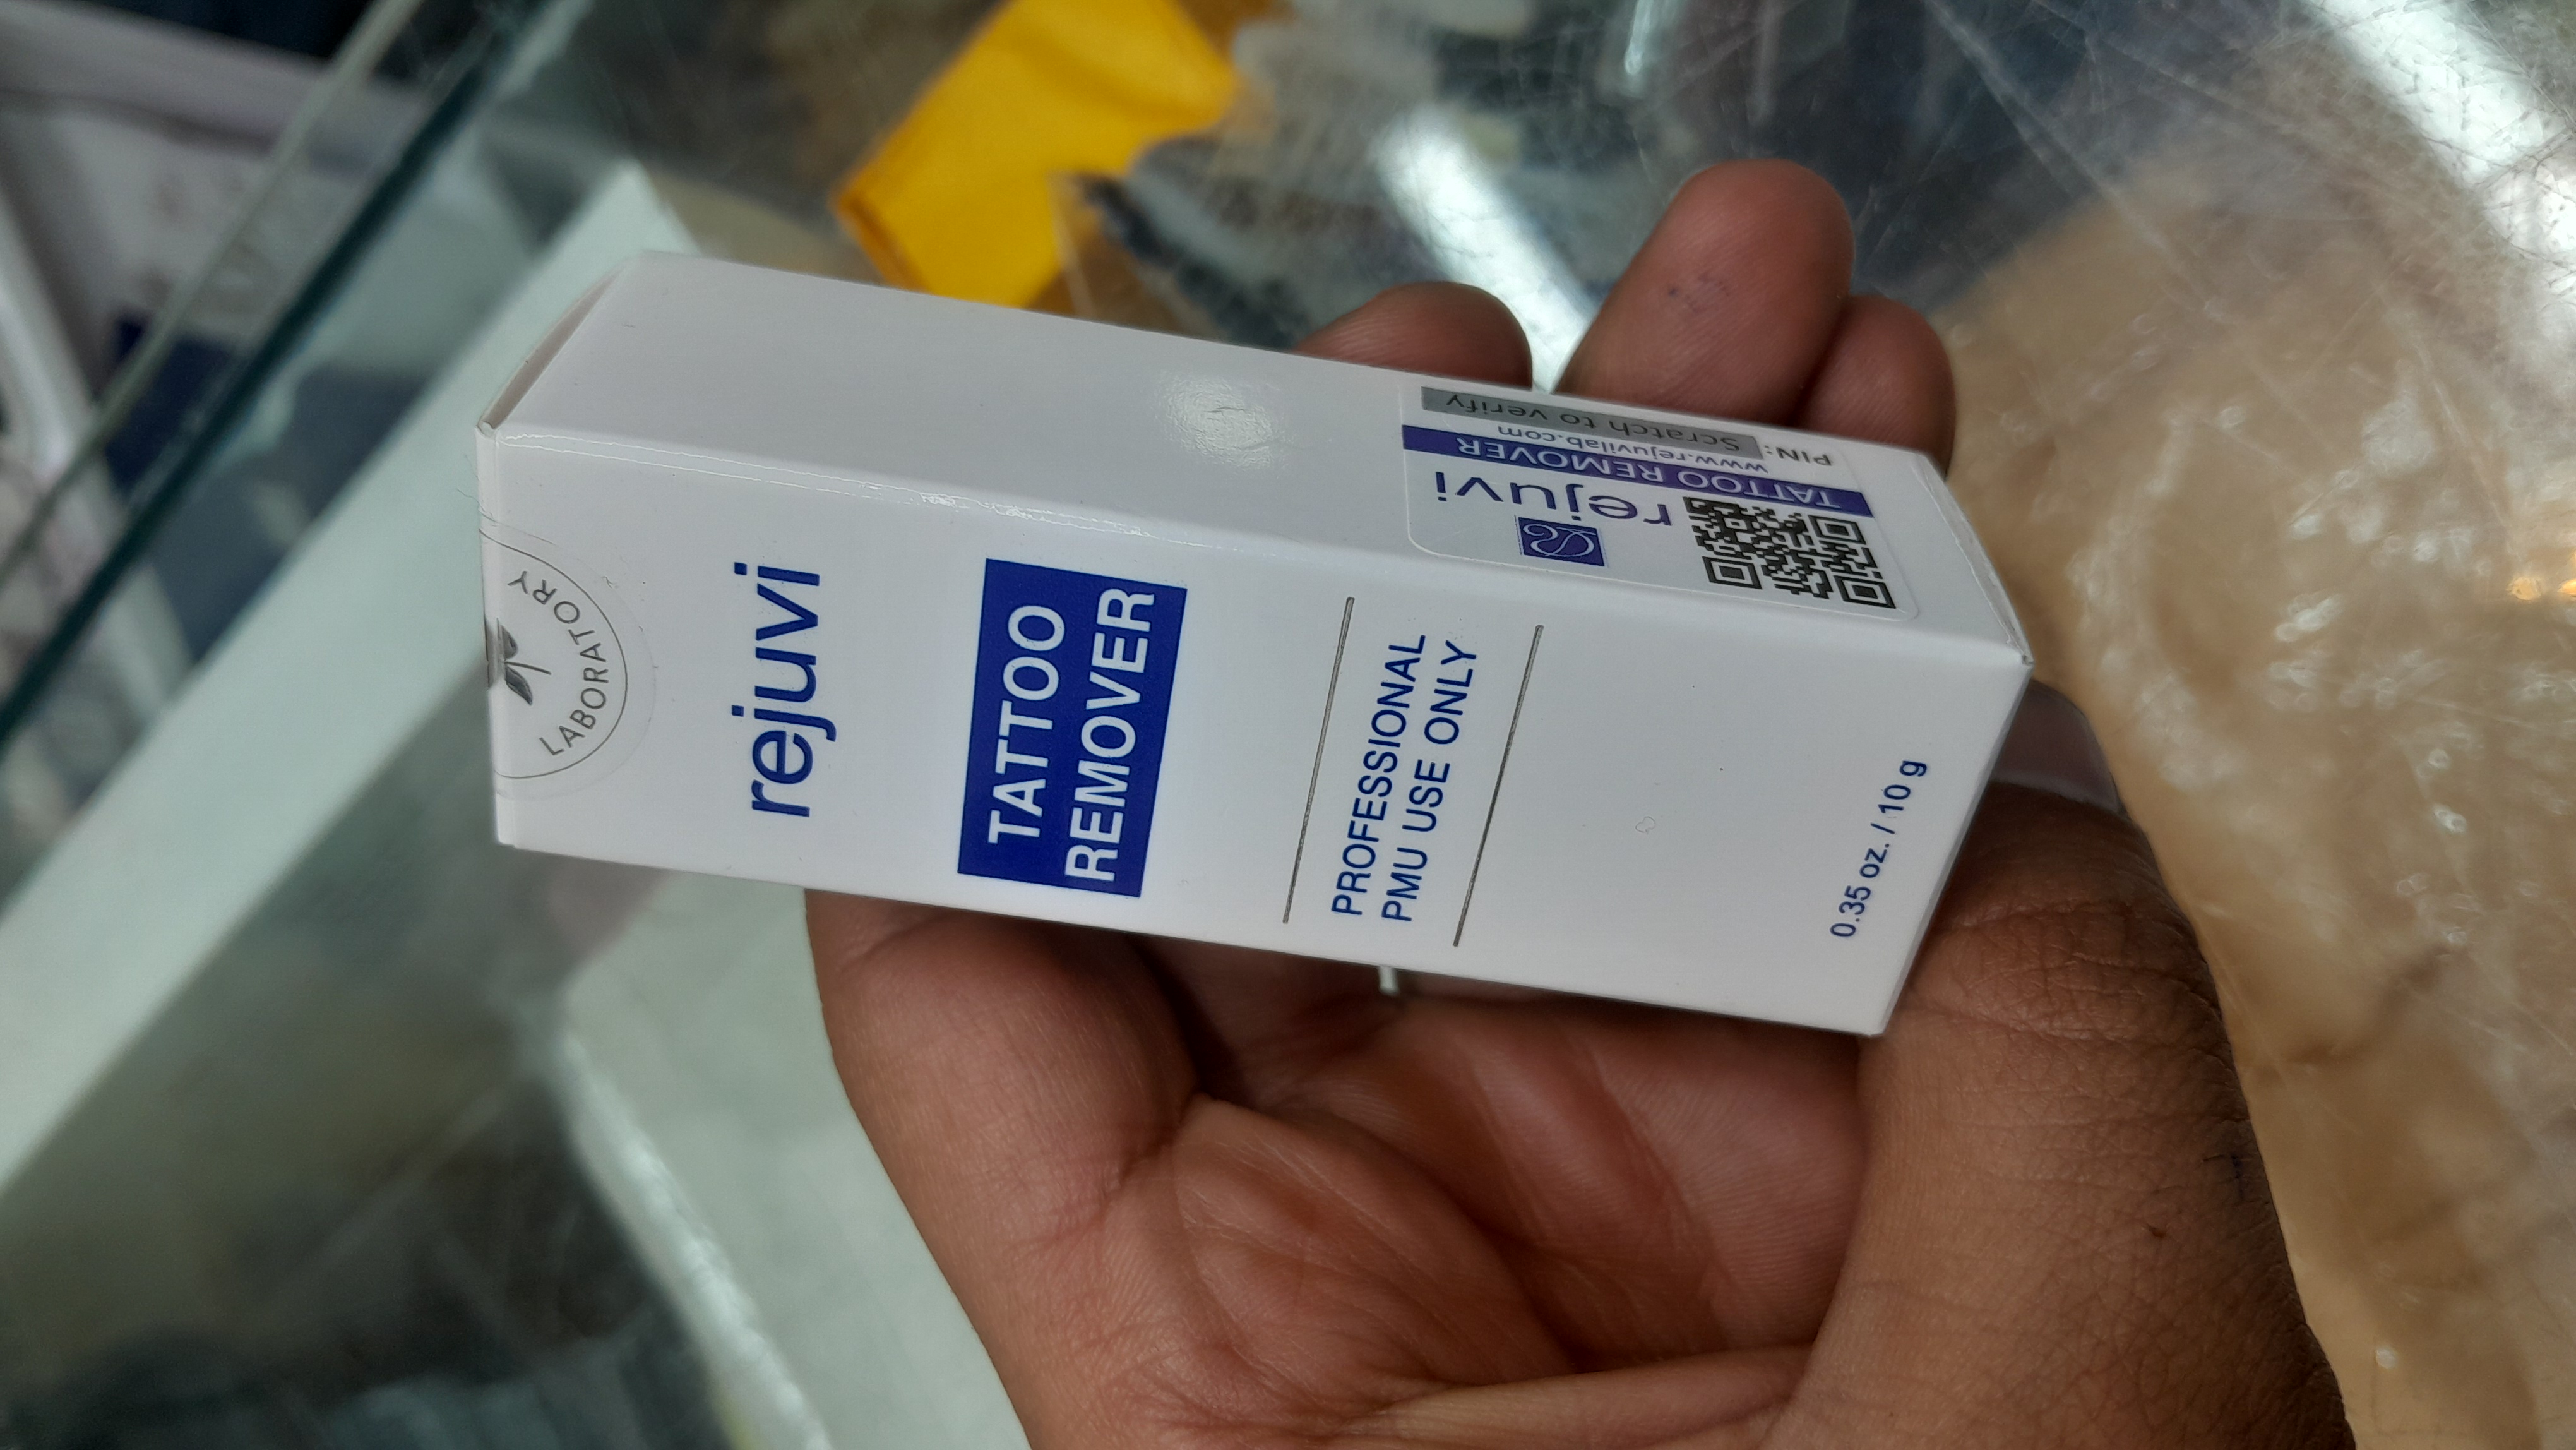 LABORATORY
rejuvi
TATTOO
REMOVER
PROFESSIONAL
PMU USE ONLY
0.35 oz. / 10 g
rejuvi
TATTOO REMOVER
www.rejuvilab.com
PIN: Scratch to verify